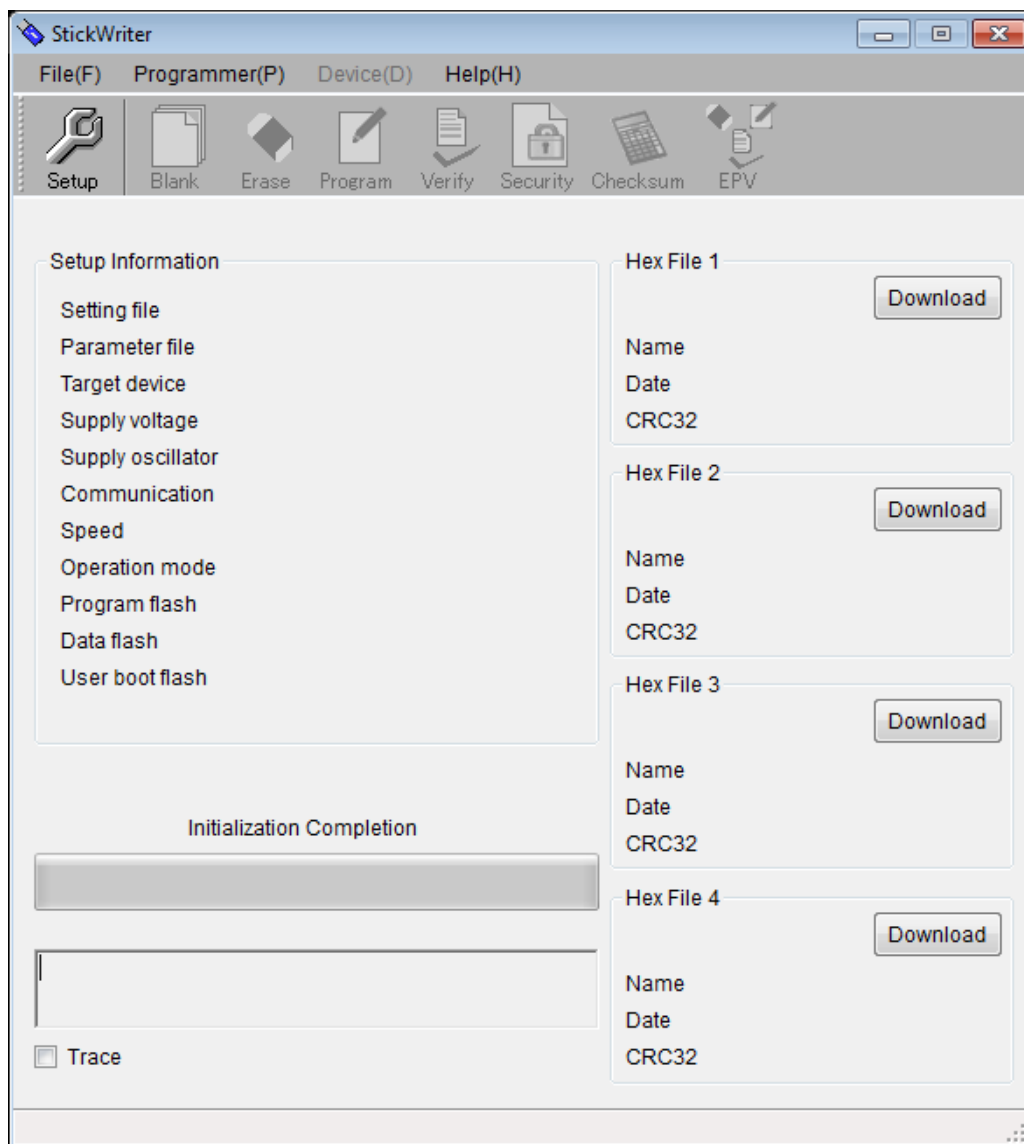 StickWriter
File(F) Programmer(P) Device(D) Help(H)
Setup Blank Erase Program Verify Security Checksum EPV
Setup Information
Setting file
Parameter file
Target device
Supply voltage
Supply oscillator
Communication
Speed
Operation mode
Program flash
Data flash
User boot flash
Initialization Completion
Trace
Hex File 1
Download
Name
Date
CRC32
Hex File 2
Download
Name
Date
CRC32
Hex File 3
Download
Name
Date
CRC32
Hex File 4
Download
Name
Date
CRC32